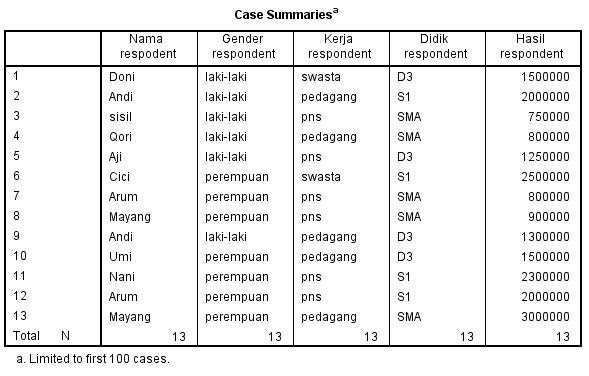 Case Summariesa
Nama respodent Gender respondent Kerja respondent Didik respondent Hasil respondent
1 Doni laki-laki swasta D3 1500000
2 Andi laki-laki pedagang S1 2000000
3 sisil laki-laki pns SMA 750000
4 Qori laki-laki pedagang SMA 800000
5 Aji laki-laki pns D3 1250000
6 Cici perempuan swasta S1 2500000
7 Arum perempuan pns SMA 800000
8 Mayang perempuan pns SMA 900000
9 Andi laki-laki pedagang D3 1300000
10 Umi perempuan pedagang D3 1500000
11 Nani perempuan pns S1 2300000
12 Arum perempuan pns S1 2000000
13 Mayang perempuan pedagang SMA 3000000
Total N 13 13 13 13 13
a. Limited to first 100 cases.